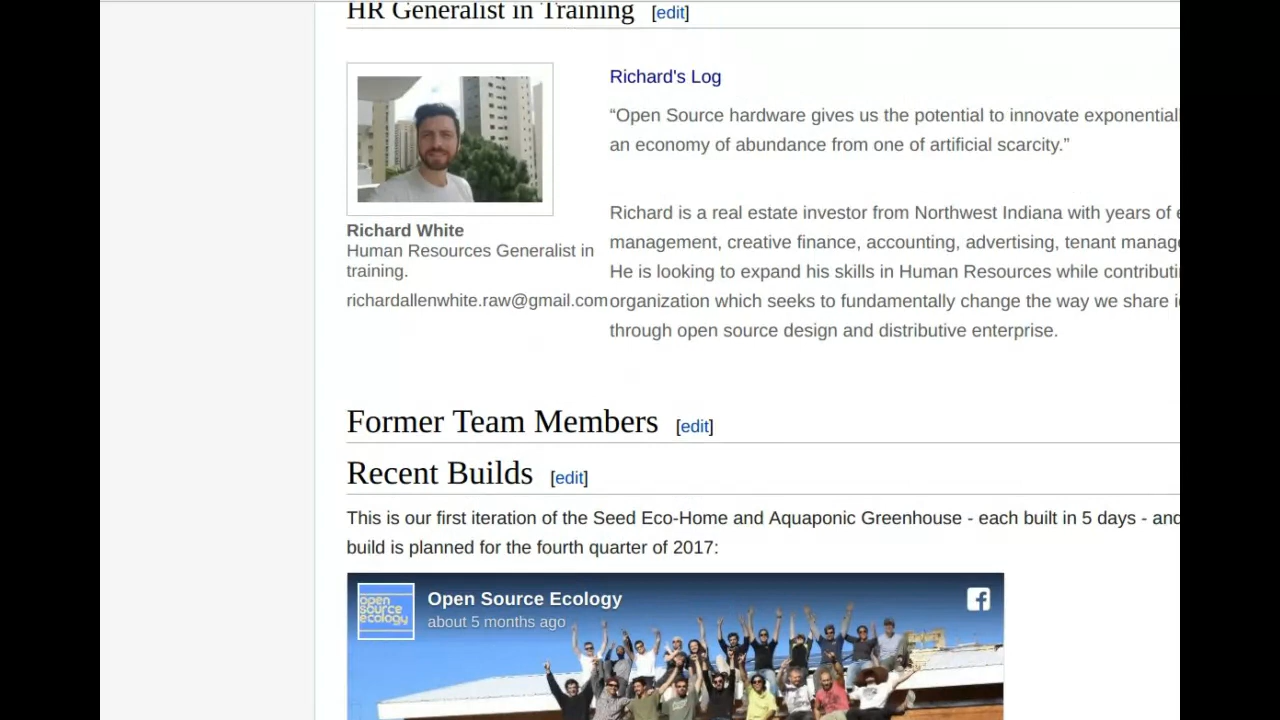 HR Generalist in Training [edit]
Richard's Log
“Open Source hardware gives us the potential to innovate exponential
an economy of abundance from one of artificial scarcity.”
Richard is a real estate investor from Northwest Indiana with years of
management, creative finance, accounting, advertising, tenant manag
He is looking to expand his skills in Human Resources while contributi
organization which seeks to fundamentally change the way we share i
through open source design and distributive enterprise.
Richard White
Human Resources Generalist in
training.
richardallenwhite.raw@gmail.com
Former Team Members [edit]
Recent Builds [edit]
This is our first iteration of the Seed Eco-Home and Aquaponic Greenhouse - each built in 5 days - and
build is planned for the fourth quarter of 2017:
open
source
ecology
Open Source Ecology
about 5 months ago